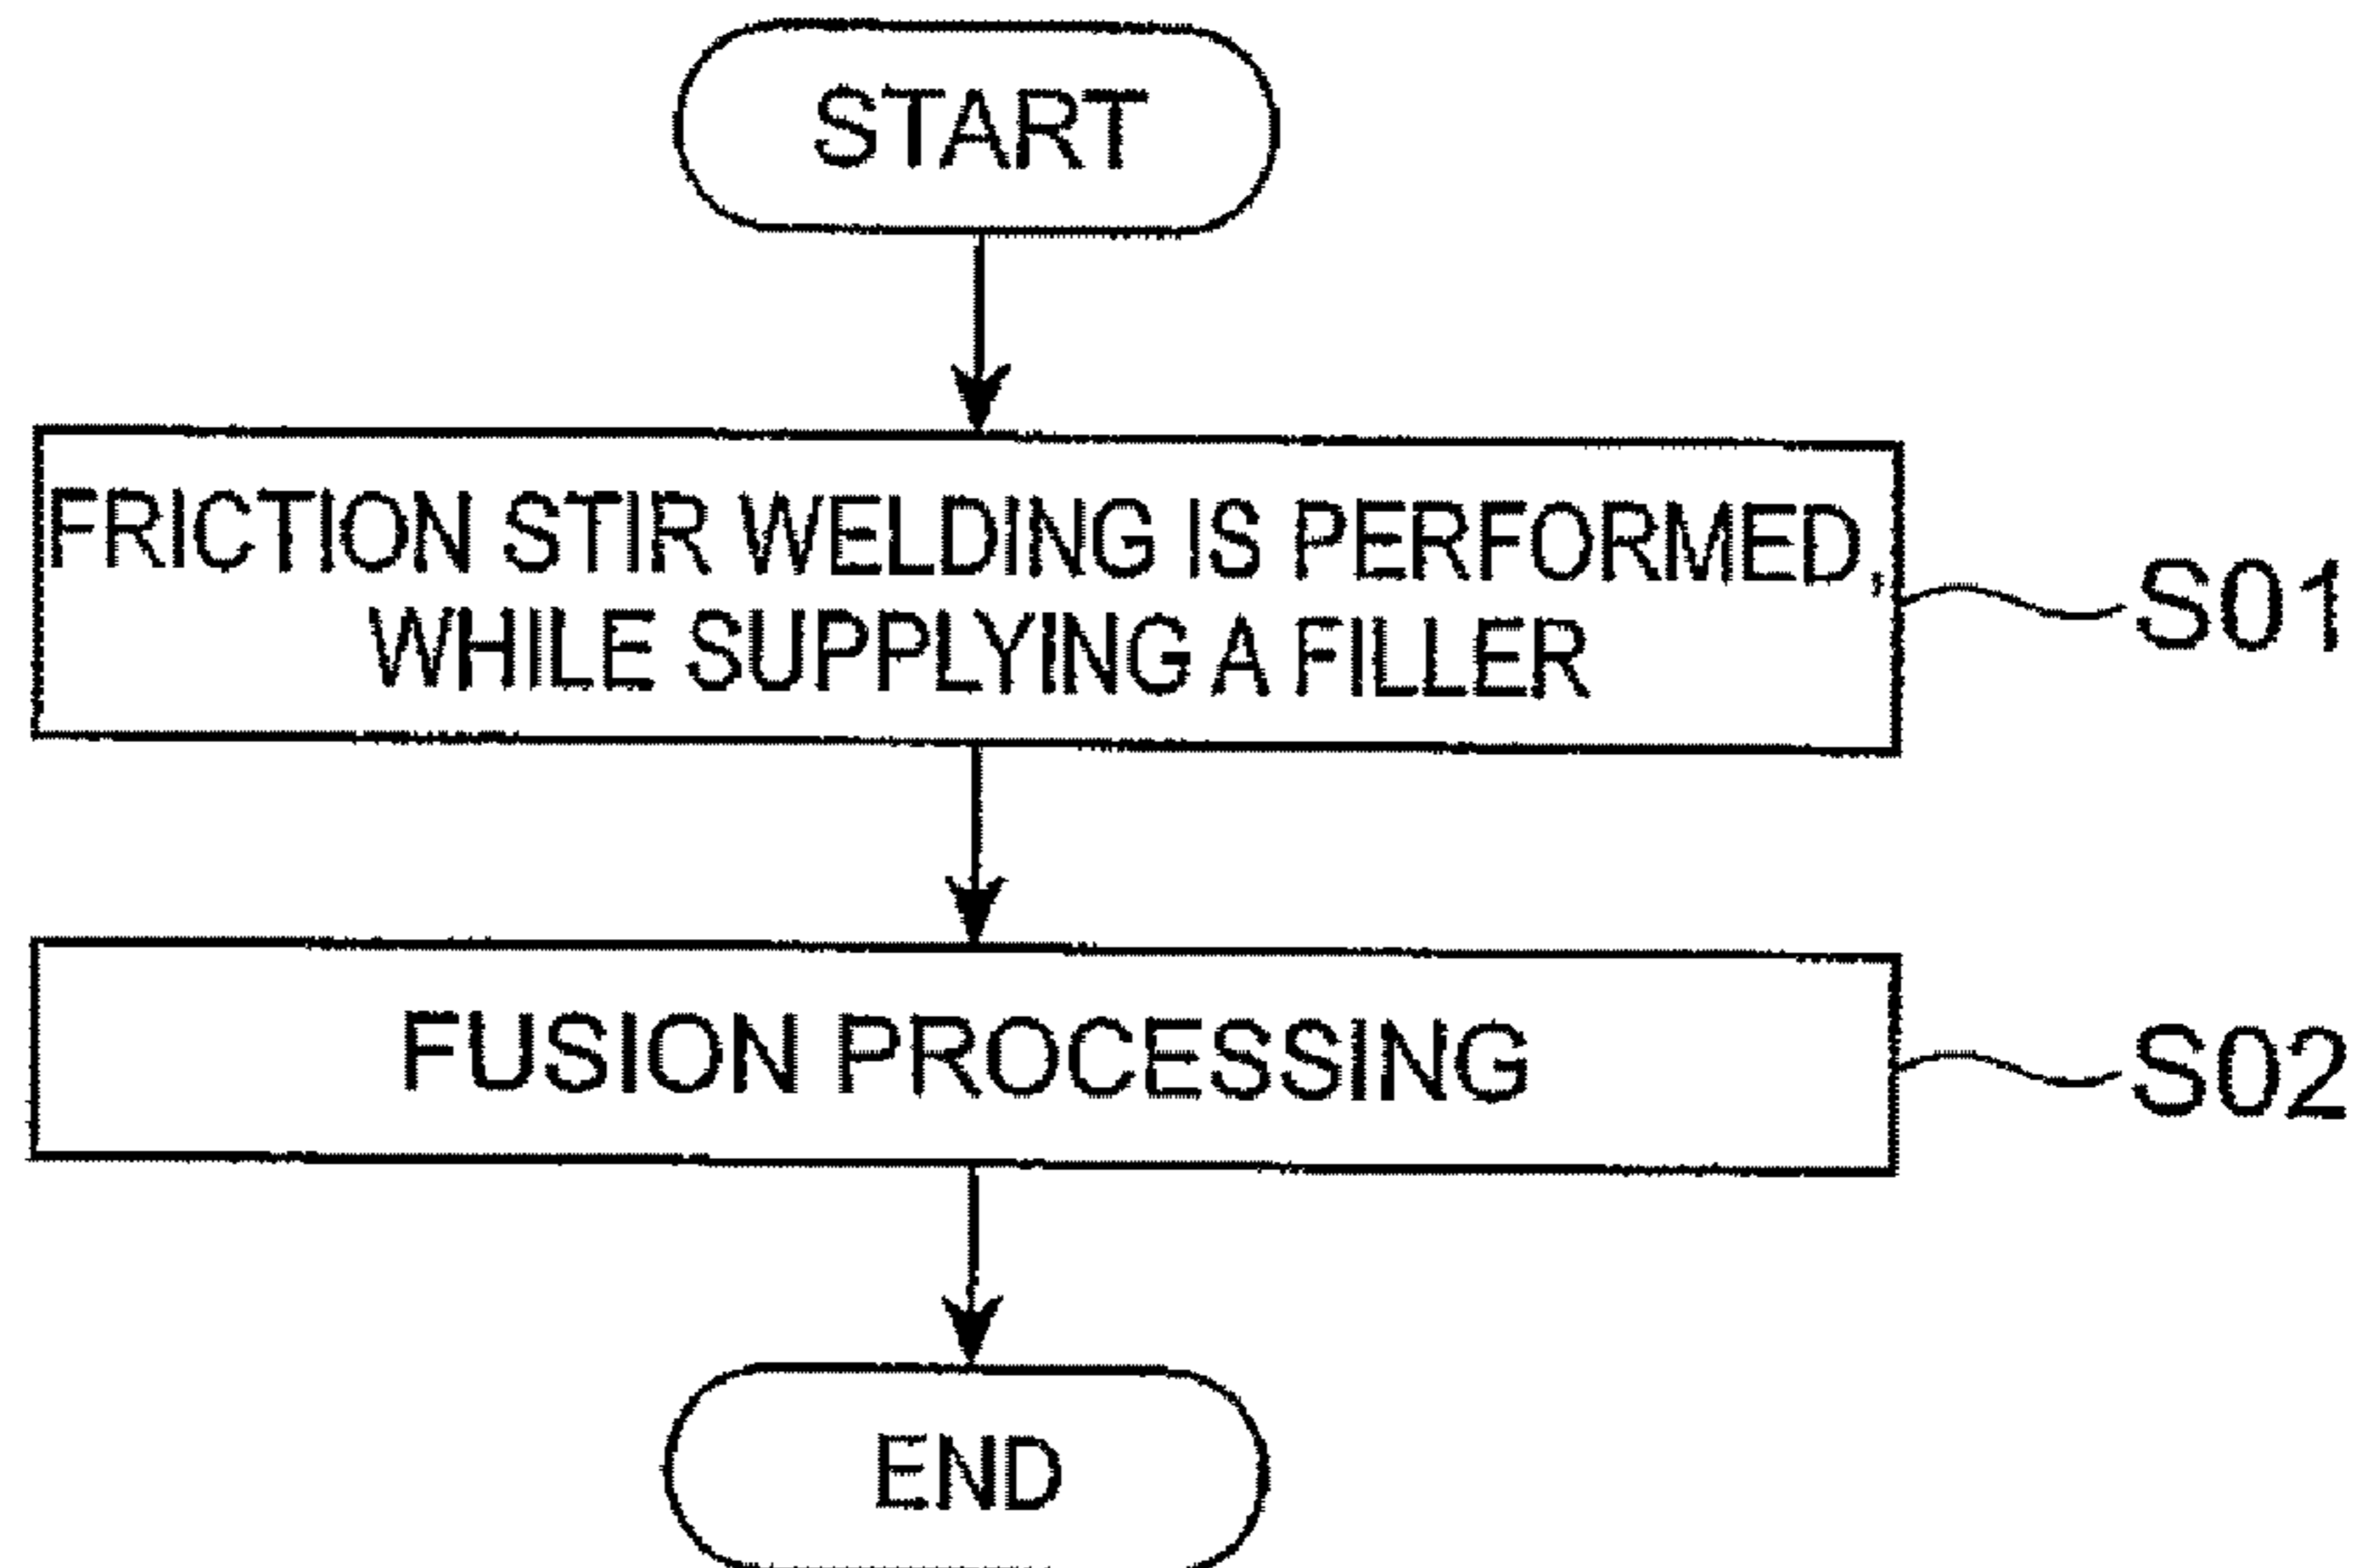 START
FRICTION STIR WELDING IS PERFORMED,
WHILE SUPPLYING A FILLER
S01
FUSION PROCESSING
S02
END